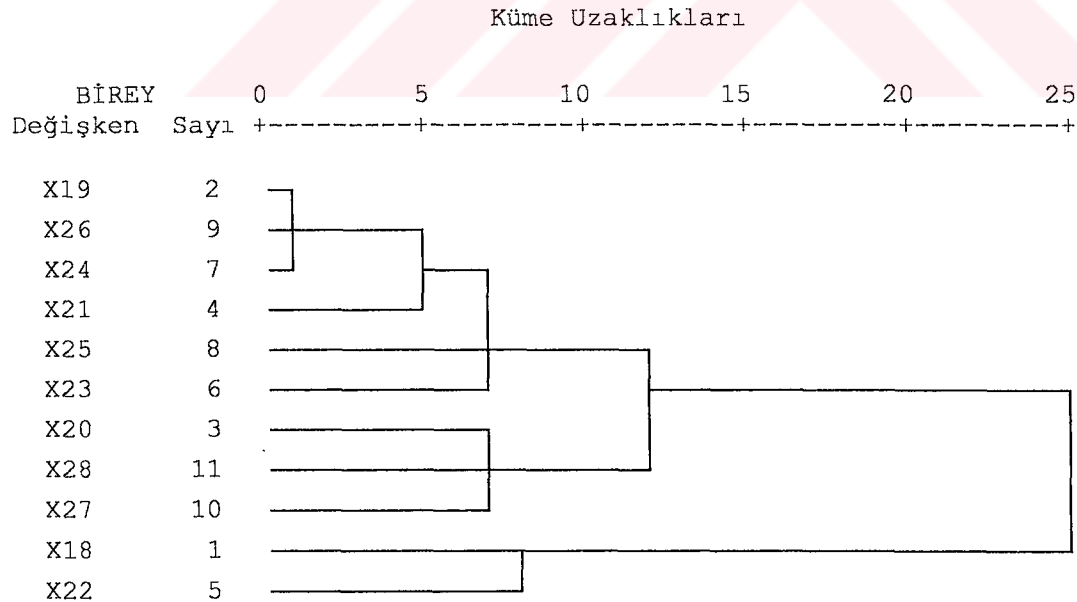 Küme Uzaklıkları
BİREY 0 5 10 15 20 25
Değişken Sayı +---------+---------+---------+---------+---------+
X19 2
X26 9
X24 7
X21 4
X25 8
X23 6
X20 3
X28 11
X27 10
X18 1
X22 5